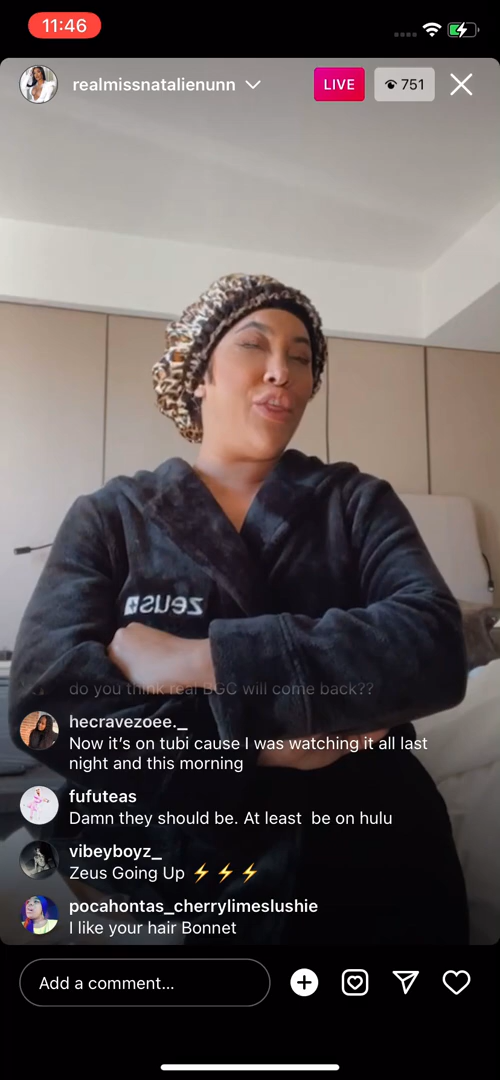 11:46
realmissnatalienunn
LIVE
751
zeus
do you think real BGC will come back??
hecravezoee._
Now it's on tubi cause I was watching it all last
night and this morning
fufuteas
Damn they should be. At least  be on hulu
vibeyboyz_
Zeus Going Up ⚡⚡⚡
pocahontas_cherrylimeslushie
I like your hair Bonnet
Add a comment...